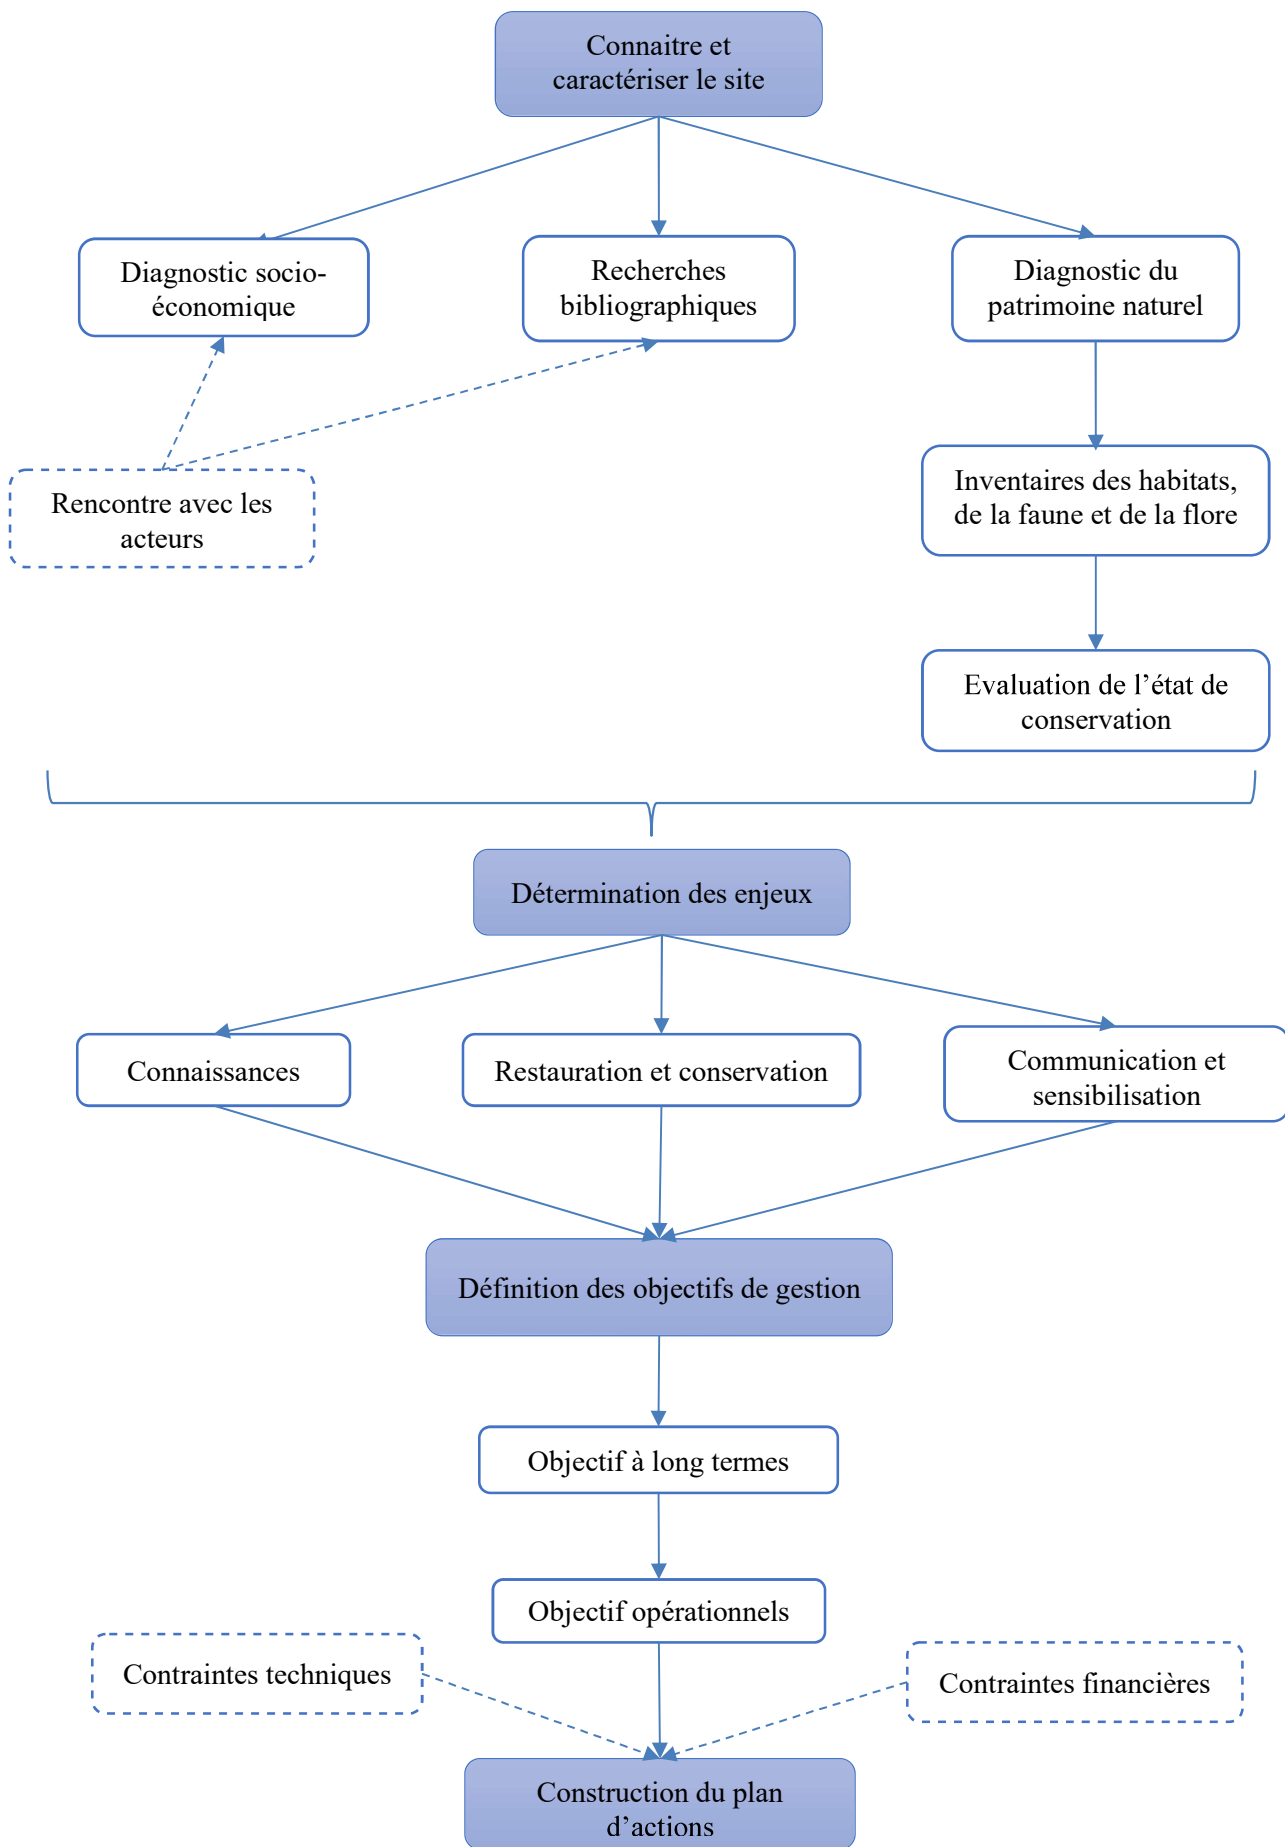 Connaitre et
caractériser le site
Diagnostic socio-
économique
Recherches
bibliographiques
Diagnostic du
patrimoine naturel
Rencontre avec les
acteurs
Inventaires des habitats,
de la faune et de la flore
Evaluation de l’état de
conservation
Détermination des enjeux
Connaissances
Restauration et conservation
Communication et
sensibilisation
Définition des objectifs de gestion
Objectif à long termes
Objectif opérationnels
Contraintes techniques
Contraintes financières
Construction du plan
d’actions